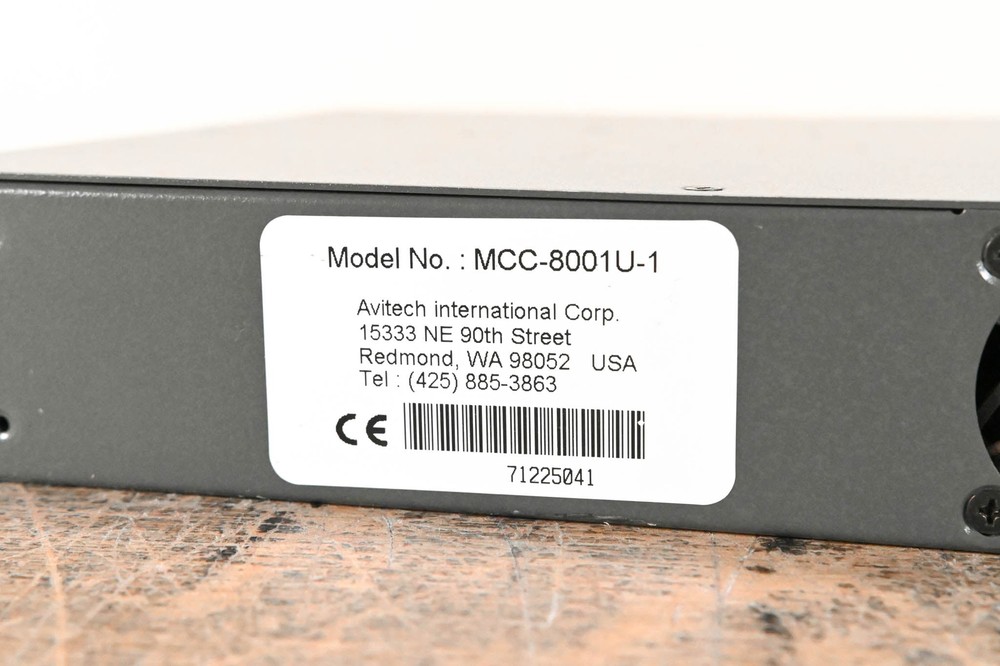 Model No. : MCC-8001U-1
Avitech international Corp.
15333 NE 90th Street
Redmond, WA 98052 USA
Tel : (425) 885-3863
CE
71225041